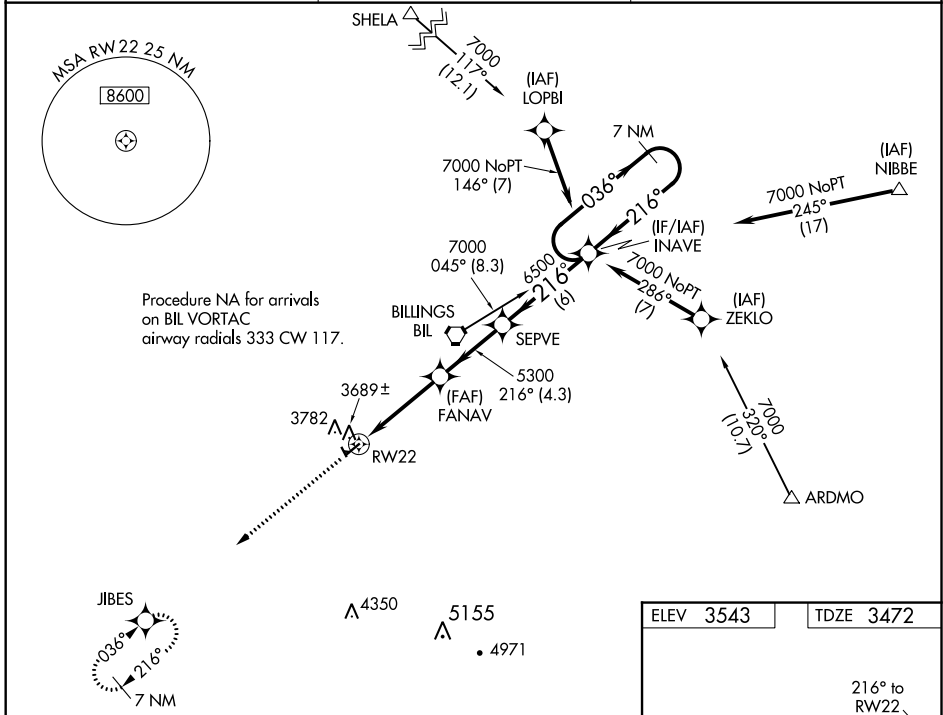 SHELA
7000
117°
(12.1)
MSA RW22 25 NM
8600
(IAF)
LOPBI
7 NM
7000 NoPT
146° (7)
036°
216°
(IAF)
NIBBE
7000 NoPT
245°
(17)
(IF/IAF)
INAVE
7000
045° (8.3)
6500
216°
(6)
7000 NoPT
286°
(7)
(IAF)
ZEKLO
Procedure NA for arrivals
on BIL VORTAC
airway radials 333 CW 117.
BILLINGS
BIL
SEPVE
5300
216° (4.3)
(FAF)
FANAV
3689±
3782
RW22
7000
320°
(10.7)
ARDMO
JIBES
036°
216°
7 NM
4350
5155
4971
ELEV 3543
TDZE 3472
216° to
RW22